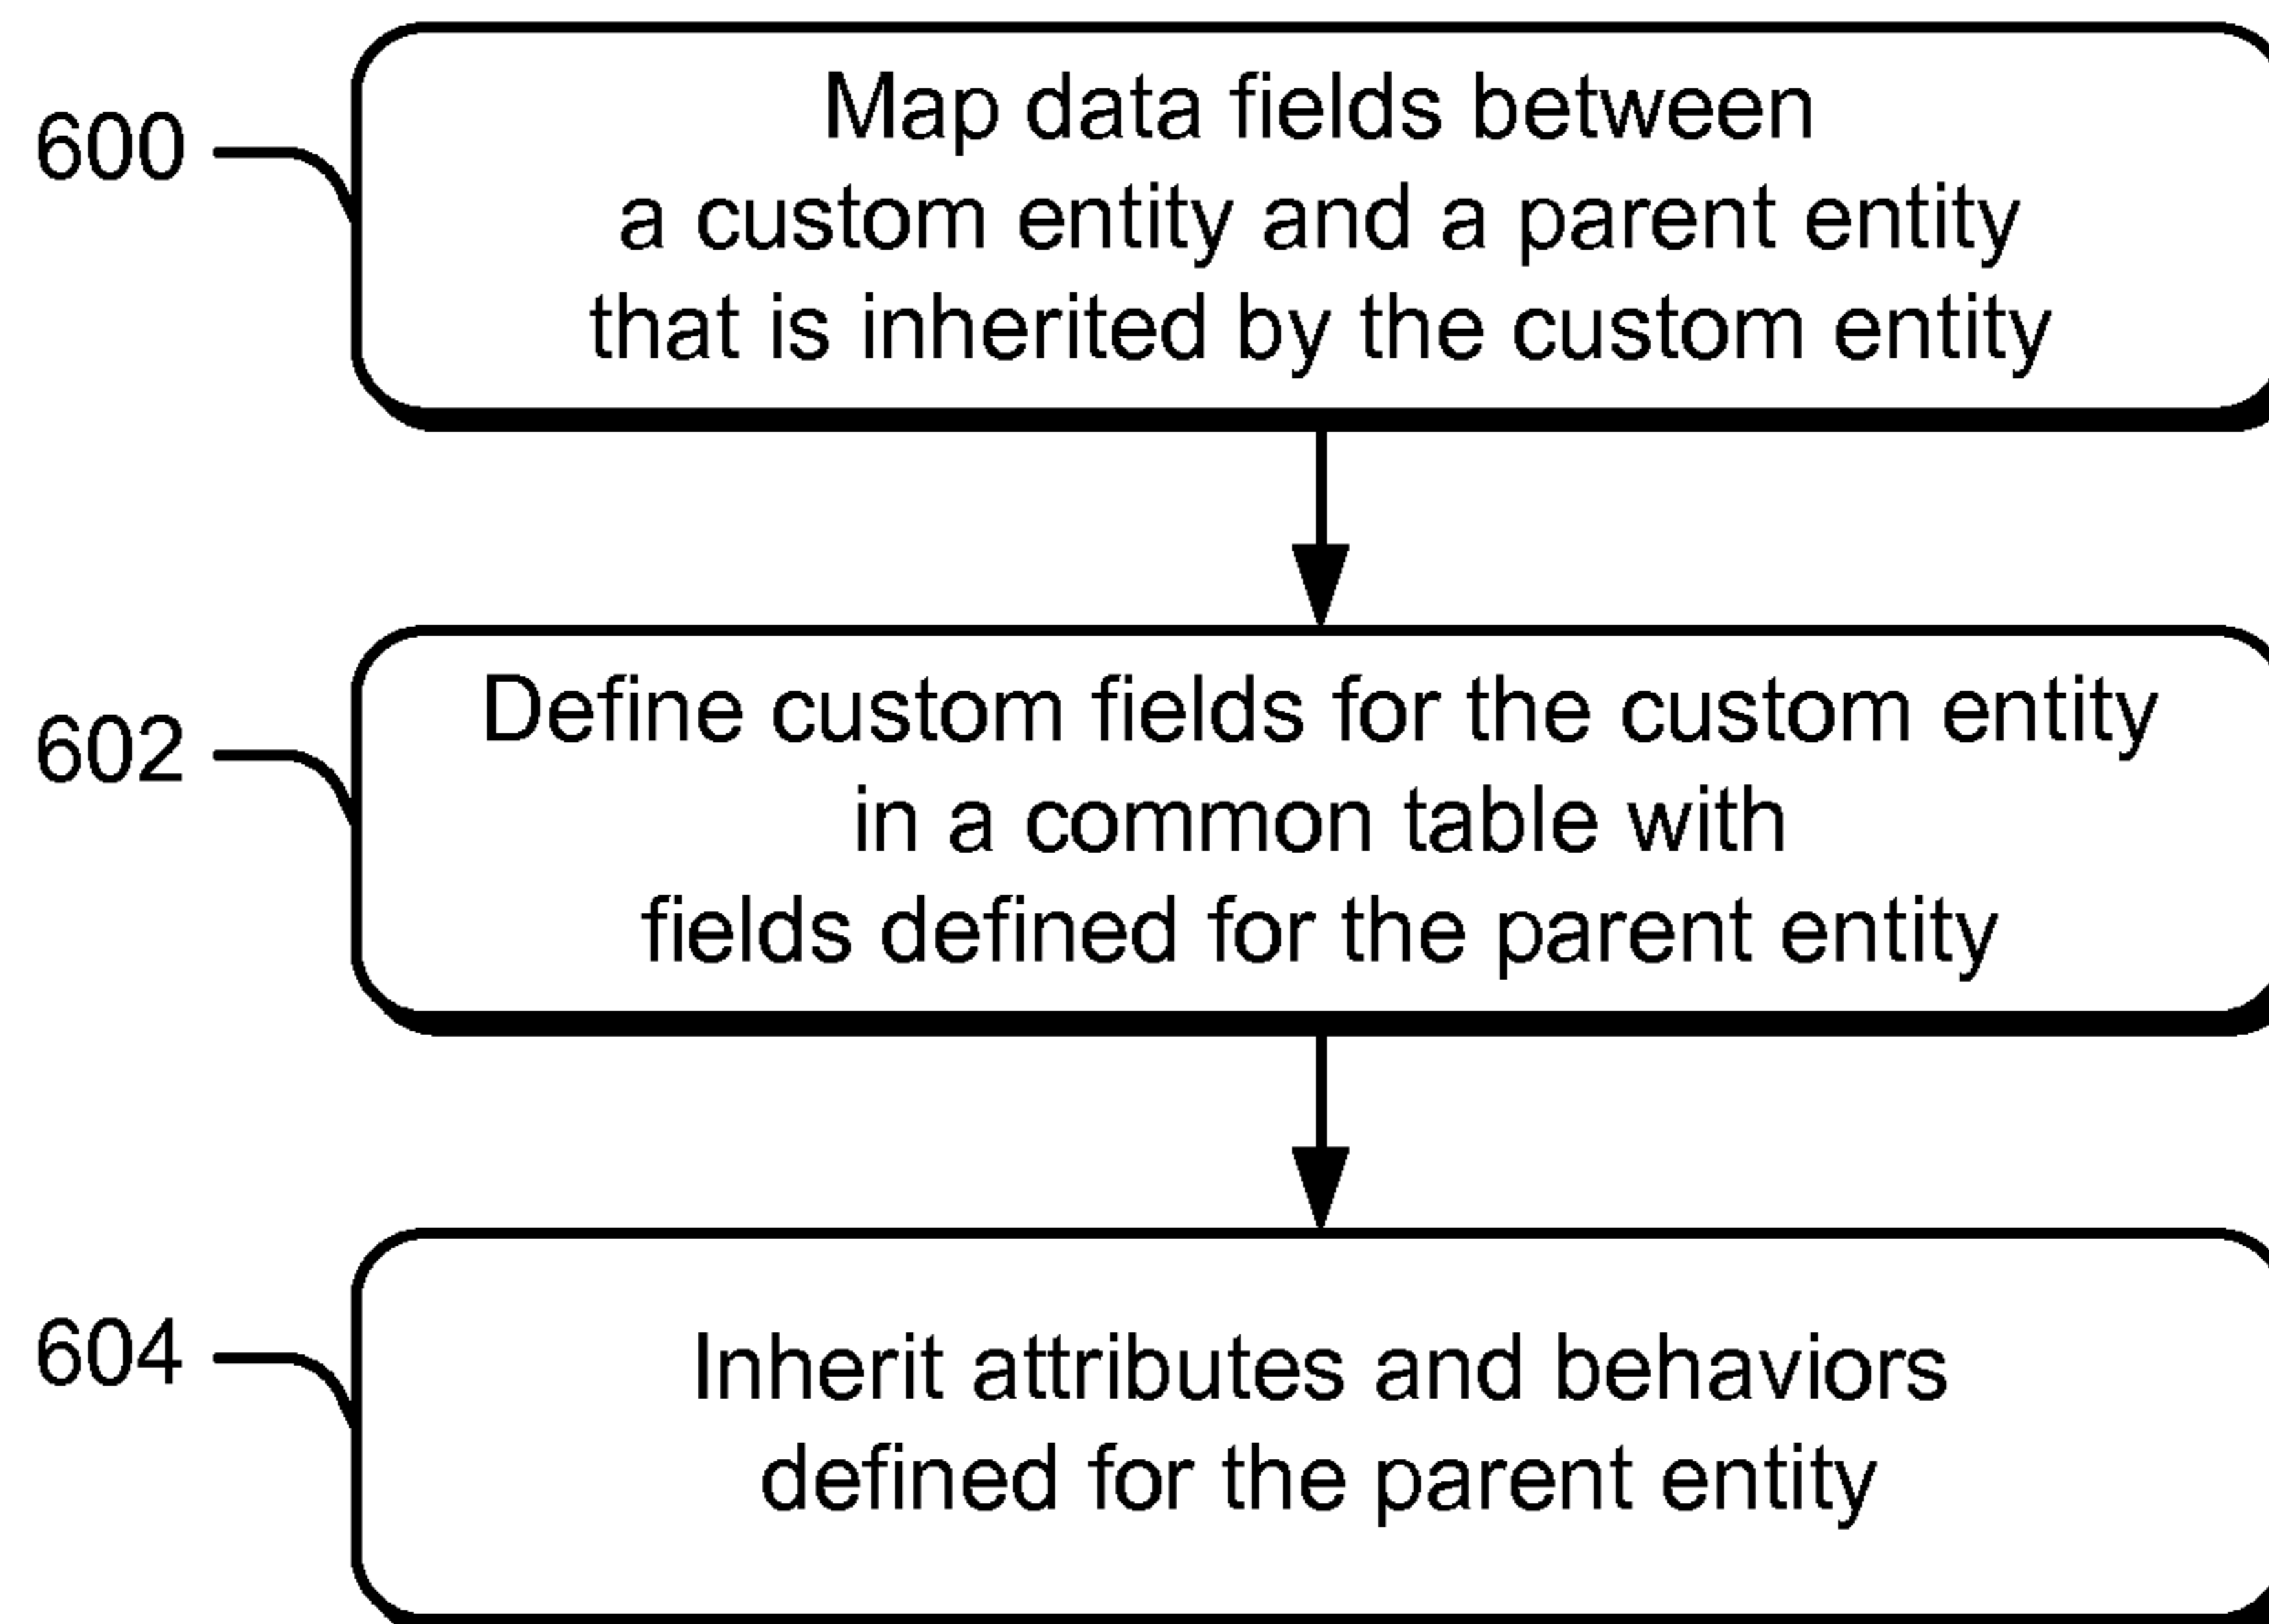 600
Map data fields between
a custom entity and a parent entity
that is inherited by the custom entity
602
Define custom fields for the custom entity
in a common table with
fields defined for the parent entity
604
Inherit attributes and behaviors
defined for the parent entity